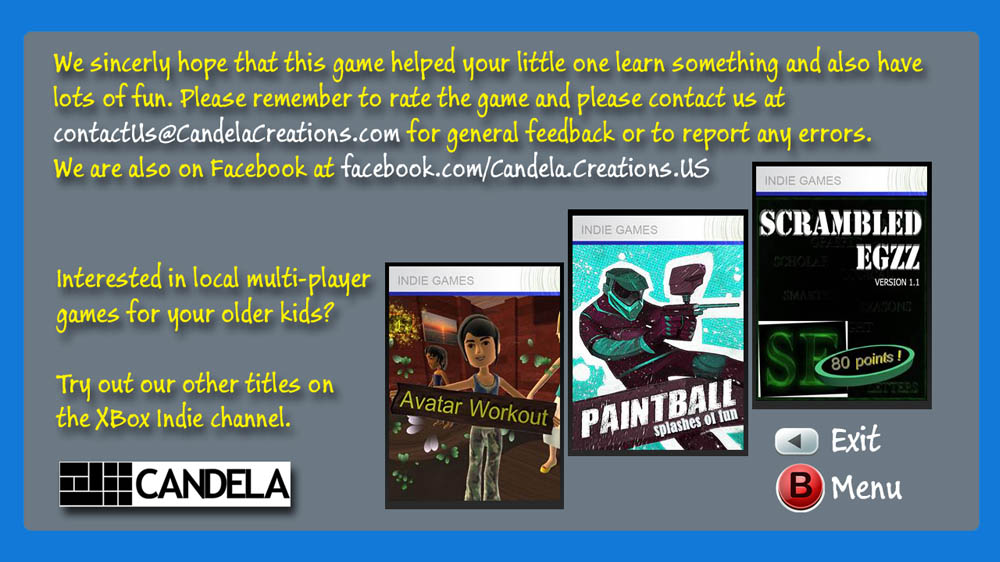 We sincerly hope that this game helped your little one learn something and also have
lots of fun. Please remember to rate the game and please contact us at
contactUs@CandelaCreations.com for general feedback or to report any errors.
We are also on Facebook at facebook.com/Candela.Creations.US
Interested in local multi-player
games for your older kids?
Try out our other titles on
the XBox Indie channel.
CANDELA
INDIE GAMES
Avatar Workout
INDIE GAMES
PAINTBALL
splashes of fun
INDIE GAMES
SCRAMBLED
EGZZ
VERSION 1.1
SCHOLAR
SE
80 points !
LETTERS
Exit
B Menu